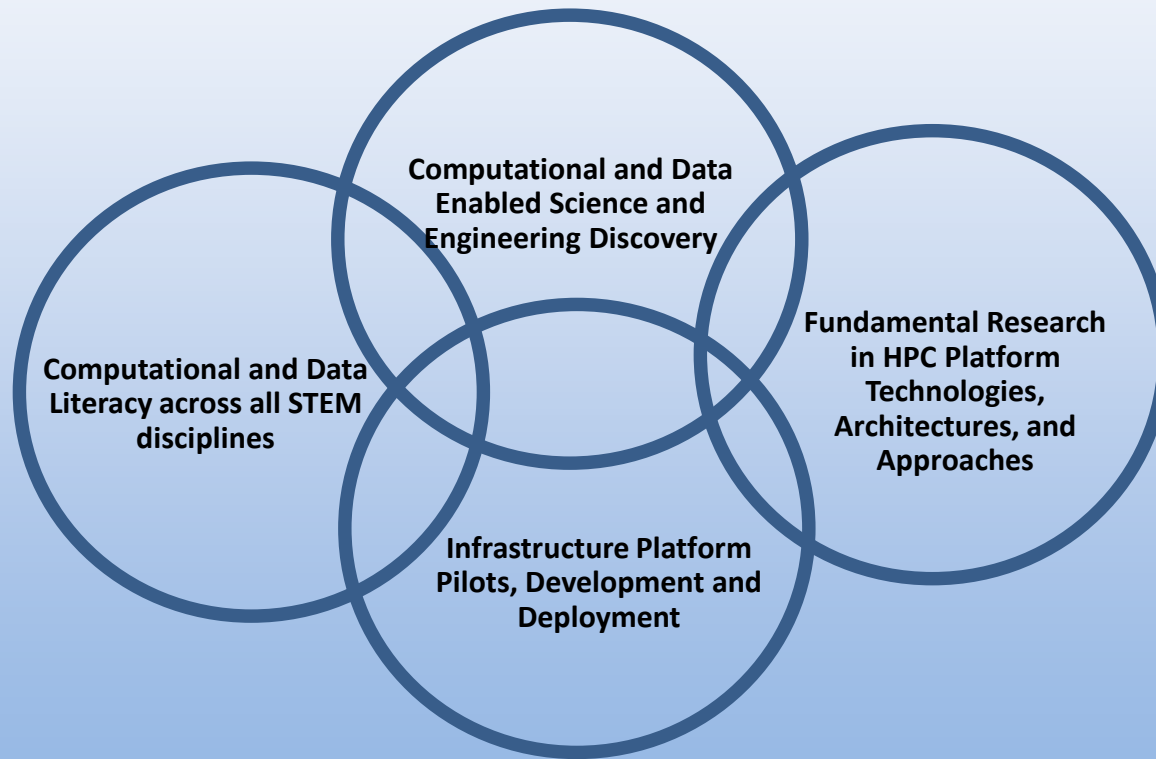 Computational and Data
Enabled Science and
Engineering Discovery
Computational and Data
Literacy across all STEM
disciplines
Fundamental Research
in HPC Platform
Technologies,
Architectures, and
Approaches
Infrastructure Platform
Pilots, Development and
Deployment